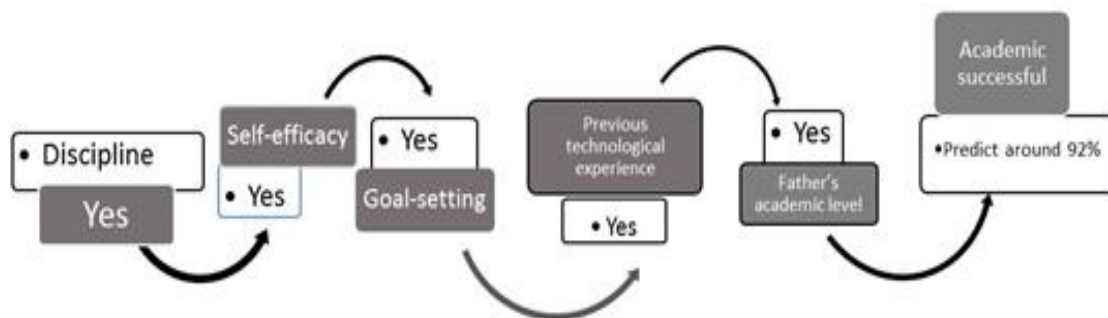 • Discipline
Yes
Self-efficacy
• Yes
• Yes
Goal-setting
Previous
technological
experience
• Yes
• Yes
Father's
academic level
Academic
successful
•Predict around 92%